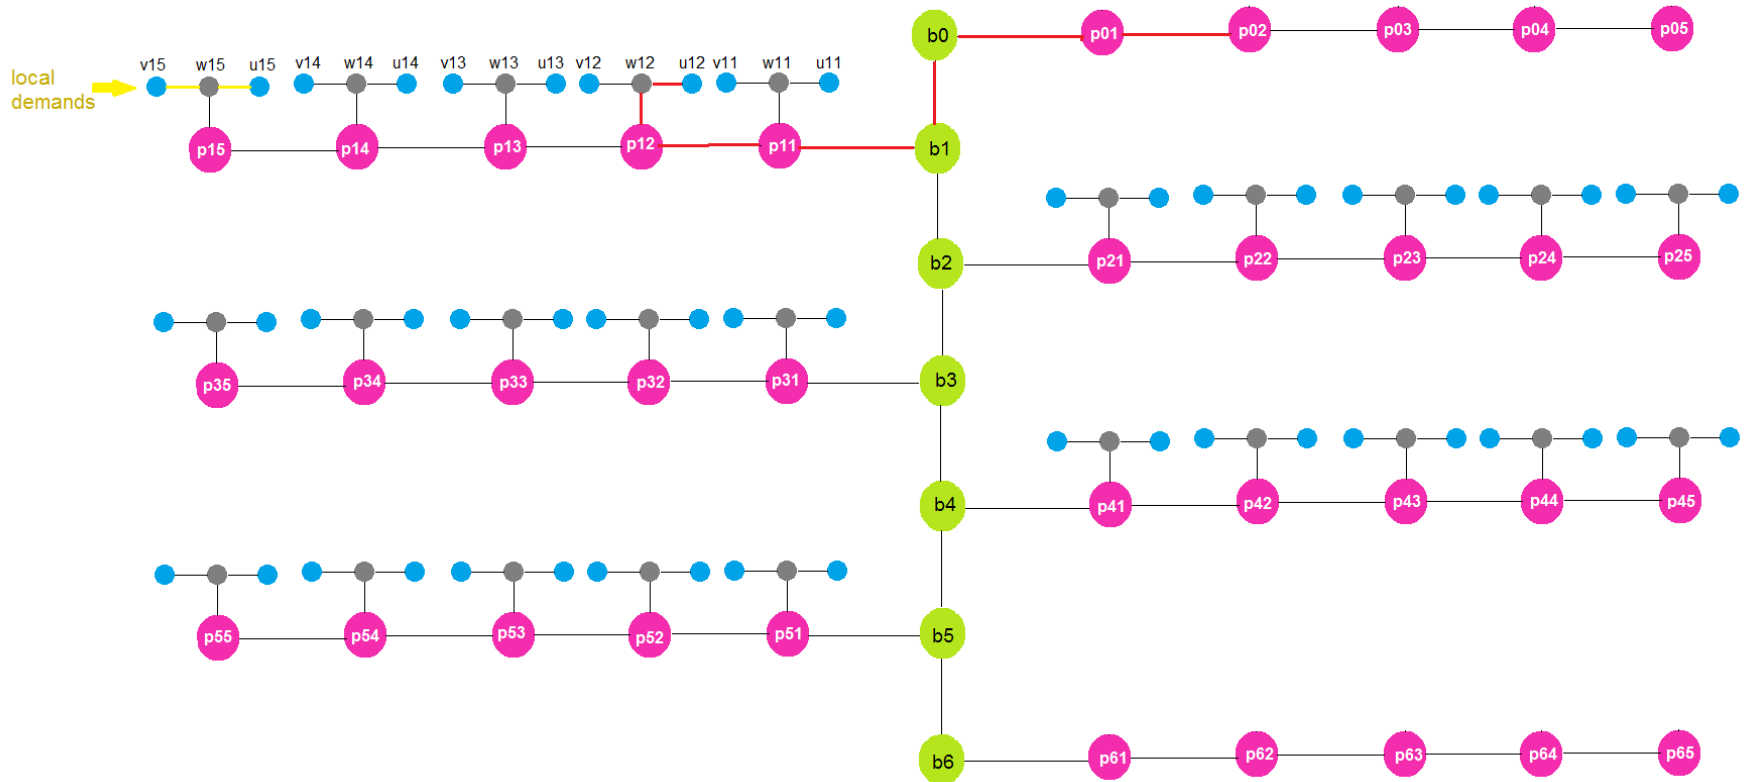 b0 p01 p02 p03 p04 p05
v15 w15 u15 v14 w14 u14 v13 w13 u13 v12 w12 u12 v11 w11 u11
local
demands
p15 p14 p13 p12 p11 b1
b2 p21 p22 p23 p24 p25
p35 p34 p33 p32 p31 b3
b4 p41 p42 p43 p44 p45
p55 p54 p53 p52 p51 b5
b6 p61 p62 p63 p64 p65